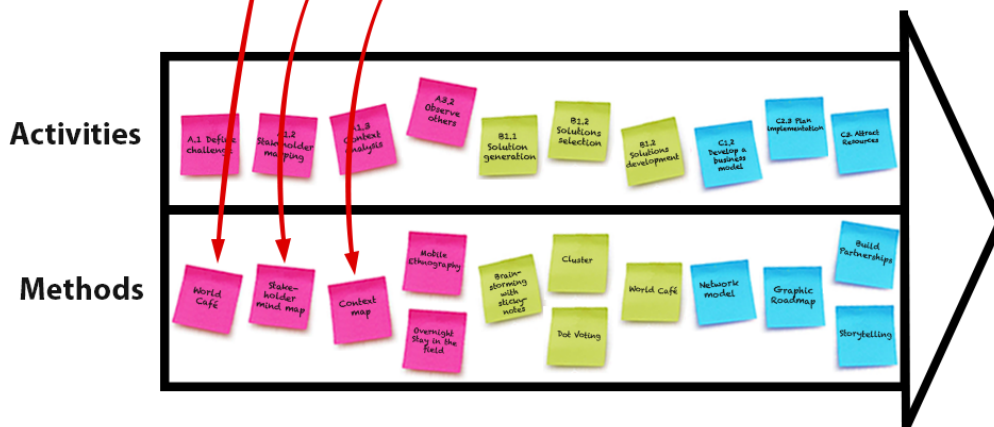 Activities
A.1 Define
challenge
A1.2
Stakeholder
mapping
A1.3
Context
analysis
A3.2
Observe
others
B1.1
Solution
generation
B1.2
Solutions
selection
B1.2
Solutions
development
C1.2
Develop a
business
model
C2.3 Plan
Implementation
C3. Attract
Resources
Methods
World
Café
Stake-
holder
mind map
Context
map
Mobile
Ethnography
Overnight
Stay in the
field
Brain-
storming
with
sticky-
notes
Cluster
Dot Voting
World Café
Network
model
Graphic
Roadmap
Build
Partnerships
Storytelling